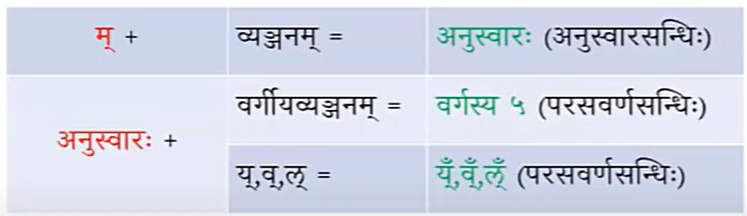 म् + व्यञ्जनम् = अनुस्वारः (अनुस्वारसन्धिः)
अनुस्वारः + वर्गीयव्यञ्जनम् = वर्गस्य ५ (परसवर्णसन्धिः)
य्,व्,ल् = य्ँ,व्ँ,ल्ँ (परसवर्णसन्धिः)